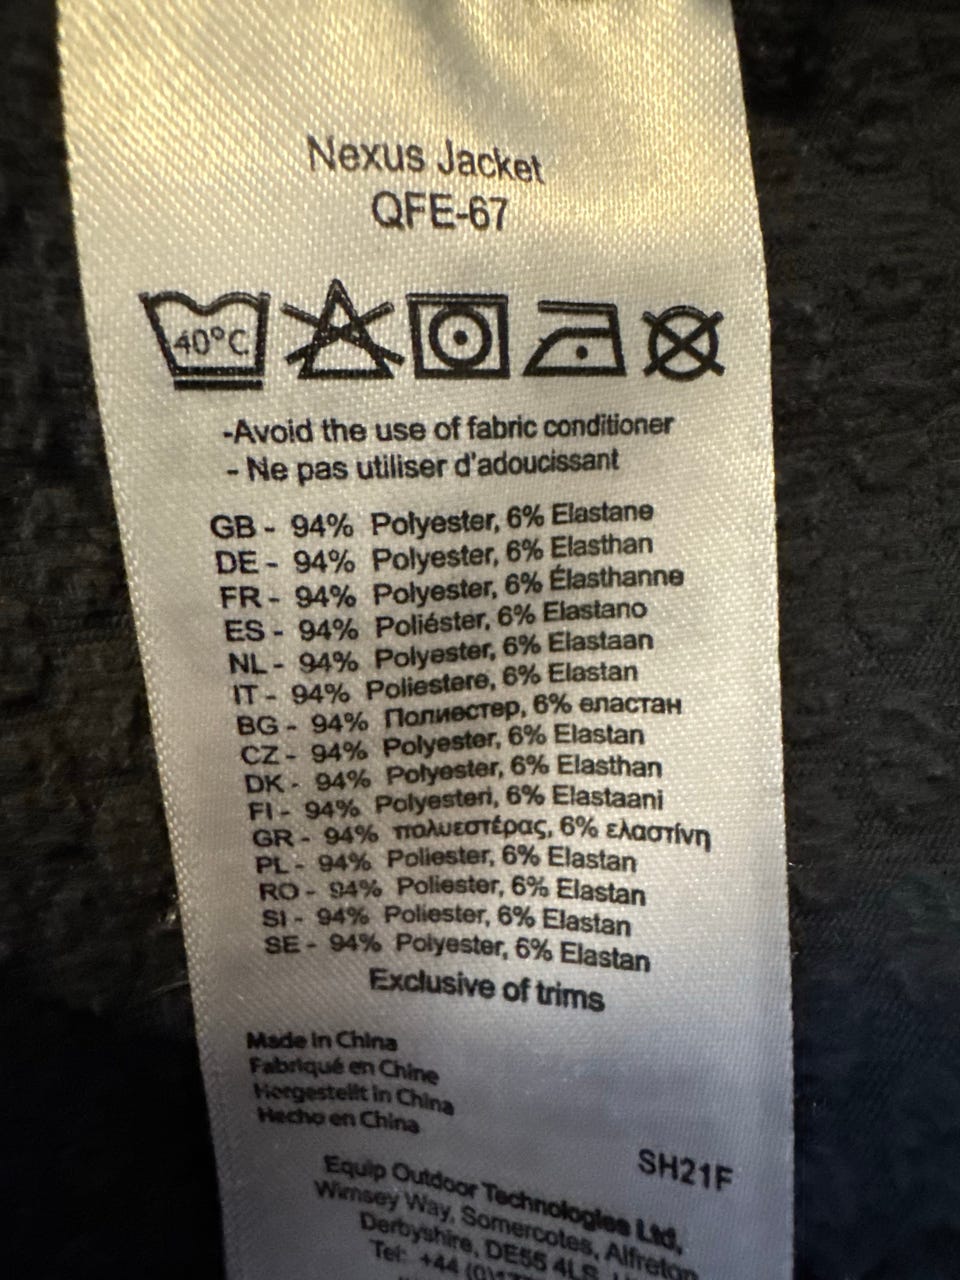 Nexus Jacket
QFE-67
40°C
-Avoid the use of fabric conditioner
- Ne pas utiliser d'adoucissant
GB - 94% Polyester, 6% Elastane
DE - 94% Polyester, 6% Elasthan
FR - 94% Polyester, 6% Élasthanne
ES - 94% Poliéster, 6% Elastano
NL - 94% Polyester, 6% Elastaan
IT - 94% Poliestere, 6% Elastan
BG - 94% Полиестер, 6% еластан
CZ - 94% Polyester, 6% Elastan
DK - 94% Polyester, 6% Elasthan
FI - 94% Polyesteri, 6% Elastaani
GR - 94% πολυεστέρας, 6% ελαστίνη
PL - 94% Poliester, 6% Elastan
RO - 94% Poliester, 6% Elastan
SI - 94% Poliester, 6% Elastan
SE - 94% Polyester, 6% Elastan
Exclusive of trims
Made in China
Fabriqué en Chine
Hergestellt in China
Hecho en China
SH21F
Equip Outdoor Technologies Ltd,
Wimsey Way, Somercotes, Alfreton
Derbyshire, DE55 4LS,
Tel: +44